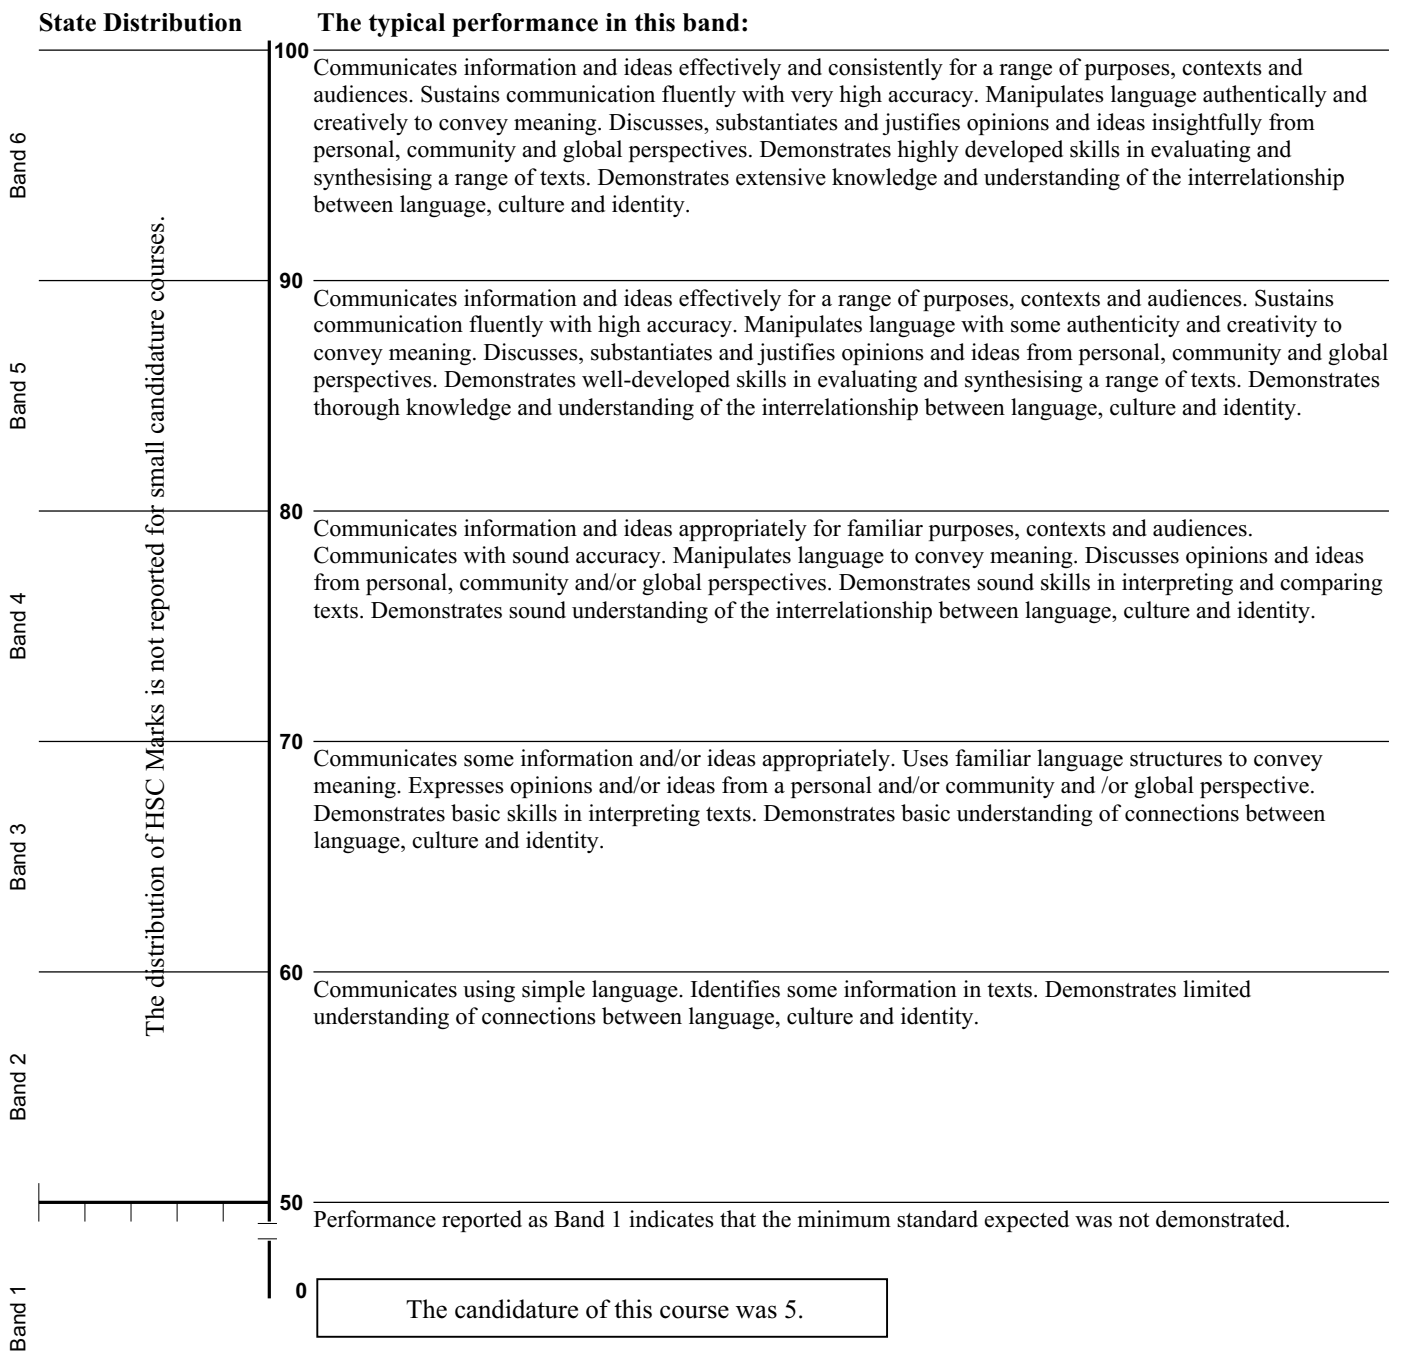 State Distribution
The typical performance in this band:
100
Communicates information and ideas effectively and consistently for a range of purposes, contexts and
audiences. Sustains communication fluently with very high accuracy. Manipulates language authentically and
creatively to convey meaning. Discusses, substantiates and justifies opinions and ideas insightfully from
personal, community and global perspectives. Demonstrates highly developed skills in evaluating and
synthesising a range of texts. Demonstrates extensive knowledge and understanding of the interrelationship
between language, culture and identity.
Band 6
90
Communicates information and ideas effectively for a range of purposes, contexts and audiences. Sustains
communication fluently with high accuracy. Manipulates language with some authenticity and creativity to
convey meaning. Discusses, substantiates and justifies opinions and ideas from personal, community and global
perspectives. Demonstrates well-developed skills in evaluating and synthesising a range of texts. Demonstrates
thorough knowledge and understanding of the interrelationship between language, culture and identity.
Band 5
80
Communicates information and ideas appropriately for familiar purposes, contexts and audiences.
Communicates with sound accuracy. Manipulates language to convey meaning. Discusses opinions and ideas
from personal, community and/or global perspectives. Demonstrates sound skills in interpreting and comparing
texts. Demonstrates sound understanding of the interrelationship between language, culture and identity.
Band 4
The distribution of HSC Marks is not reported for small candidature courses.
70
Communicates some information and/or ideas appropriately. Uses familiar language structures to convey
meaning. Expresses opinions and/or ideas from a personal and/or community and /or global perspective.
Demonstrates basic skills in interpreting texts. Demonstrates basic understanding of connections between
language, culture and identity.
Band 3
60
Communicates using simple language. Identifies some information in texts. Demonstrates limited
understanding of connections between language, culture and identity.
Band 2
50
Performance reported as Band 1 indicates that the minimum standard expected was not demonstrated.
0
Band 1
The candidature of this course was 5.